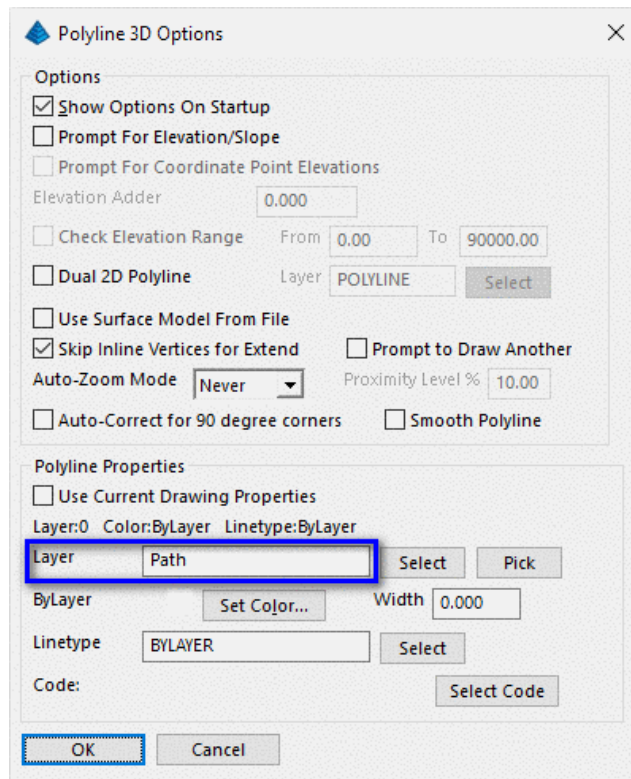 Polyline 3D Options
Options
Show Options On Startup
Prompt For Elevation/Slope
Prompt For Coordinate Point Elevations
Elevation Adder 0.000
Check Elevation Range From 0.00 To 90000.00
Dual 2D Polyline Layer POLYLINE Select
Use Surface Model From File
Skip Inline Vertices for Extend Prompt to Draw Another
Auto-Zoom Mode Never Proximity Level % 10.00
Auto-Correct for 90 degree corners Smooth Polyline
Polyline Properties
Use Current Drawing Properties
Layer:0 Color:ByLayer Linetype:ByLayer
Layer Path Select Pick
ByLayer Set Color... Width 0.000
Linetype BYLAYER Select
Code: Select Code
OK Cancel